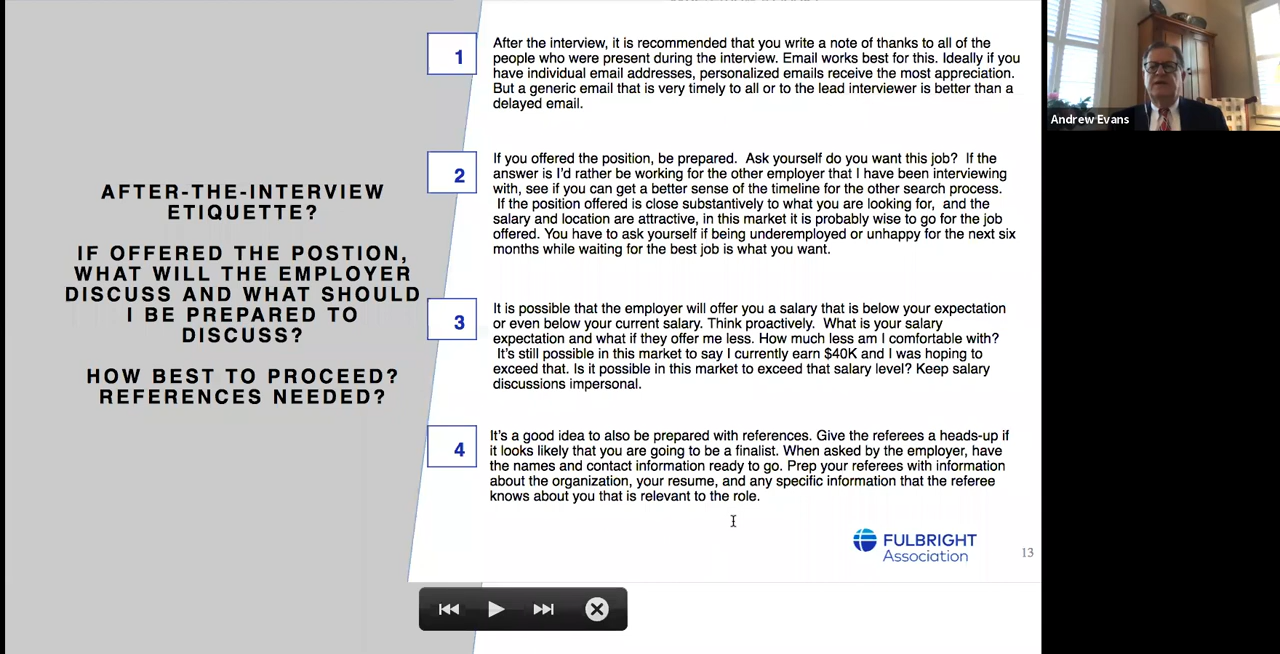 AFTER-THE-INTERVIEW
ETIQUETTE?
IF OFFERED THE POSTION,
WHAT WILL THE EMPLOYER
DISCUSS AND WHAT SHOULD
I BE PREPARED TO
DISCUSS?
HOW BEST TO PROCEED?
REFERENCES NEEDED?
1
After the interview, it is recommended that you write a note of thanks to all of the
people who were present during the interview. Email works best for this. Ideally if you
have individual email addresses, personalized emails receive the most appreciation.
But a generic email that is very timely to all or to the lead interviewer is better than a
delayed email.
2
If you offered the position, be prepared. Ask yourself do you want this job? If the
answer is I'd rather be working for the other employer that I have been interviewing
with, see if you can get a better sense of the timeline for the other search process.
If the position offered is close substantively to what you are looking for, and the
salary and location are attractive, in this market it is probably wise to go for the job
offered. You have to ask yourself if being underemployed or unhappy for the next six
months while waiting for the best job is what you want.
3
It is possible that the employer will offer you a salary that is below your expectation
or even below your current salary. Think proactively. What is your salary
expectation and what if they offer me less. How much less am I comfortable with?
It's still possible in this market to say I currently earn $40K and I was hoping to
exceed that. Is it possible in this market to exceed that salary level? Keep salary
discussions impersonal.
4
It's a good idea to also be prepared with references. Give the referees a heads-up if
it looks likely that you are going to be a finalist. When asked by the employer, have
the names and contact information ready to go. Prep your referees with information
about the organization, your resume, and any specific information that the referee
knows about you that is relevant to the role.
FULBRIGHT
Association
13
Andrew Evans